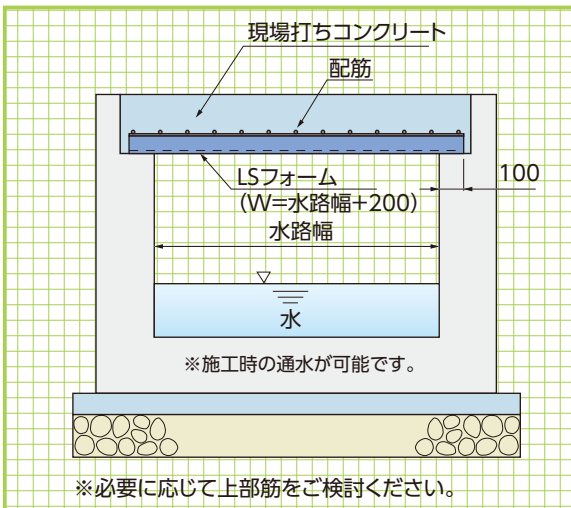 現場打ちコンクリート
配筋
LSフォーム
(W=水路幅+200)
100
水路幅
水
※施工時の通水が可能です。
※必要に応じて上部筋をご検討ください。